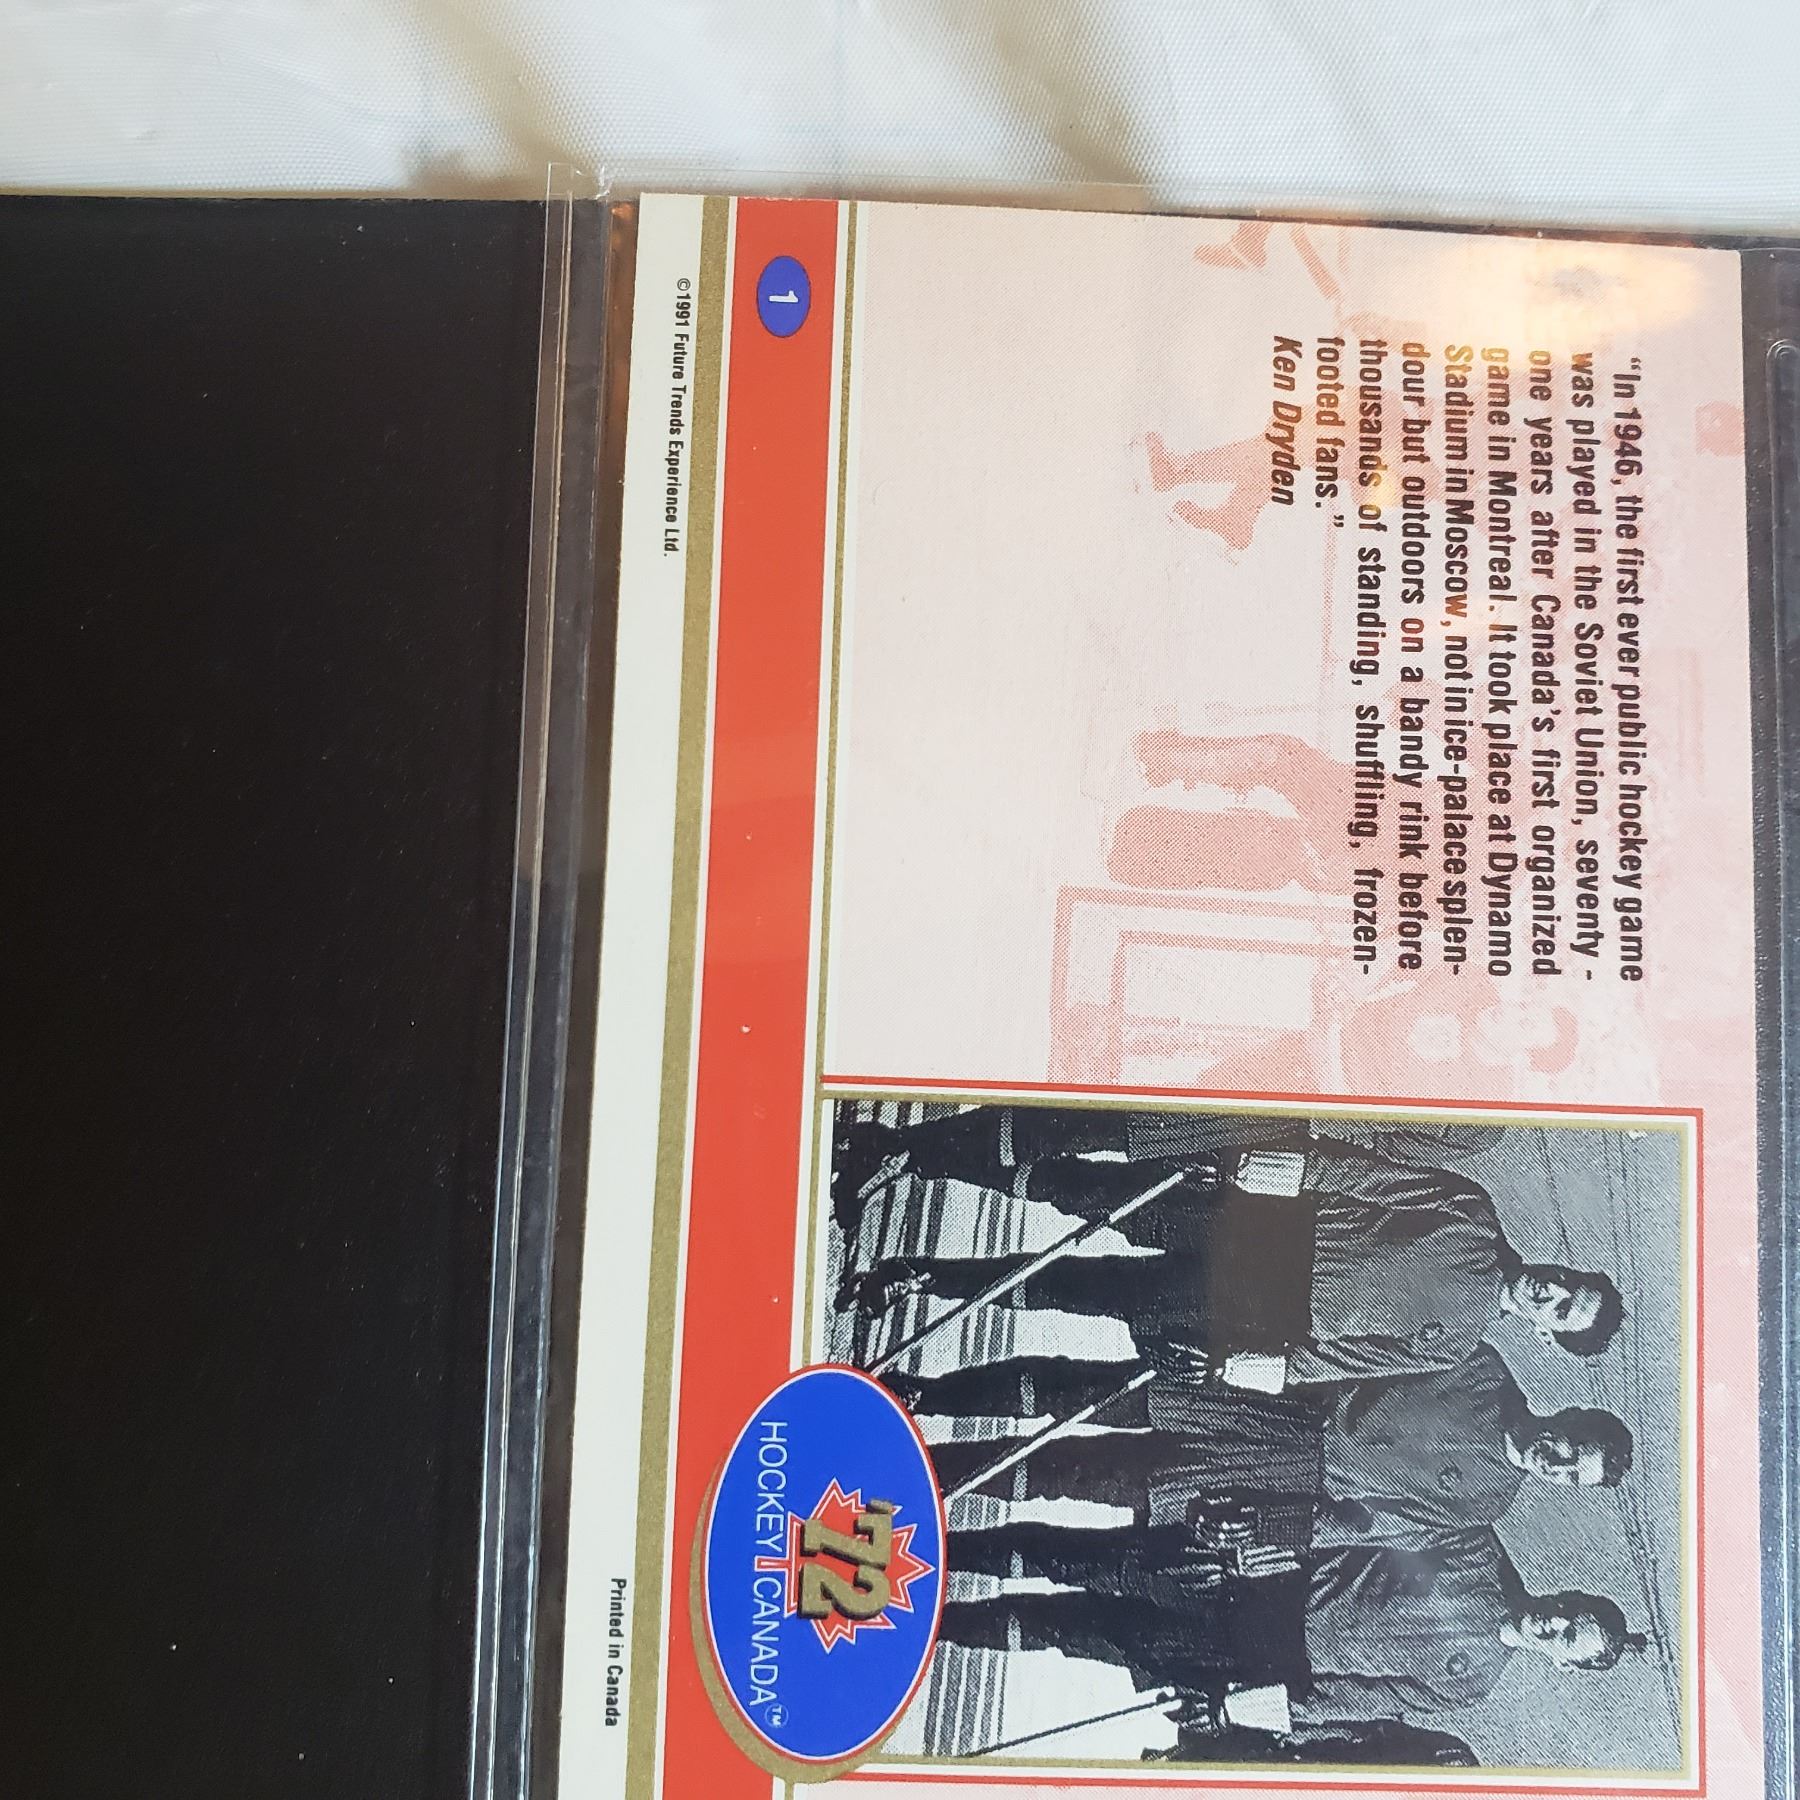 “In 1946, the first ever public hockey game
was played in the Soviet Union, seventy -
one years after Canada's first organized
game in Montreal. It took place at Dynamo
Stadium in Moscow, not in ice-palace splen-
dour but outdoors on a bandy rink before
thousands of standing, shuffling, frozen-
footed fans.”
Ken Dryden
1
'72
HOCKEY CANADA™
©1991 Future Trends Experience Ltd.
Printed in Canada